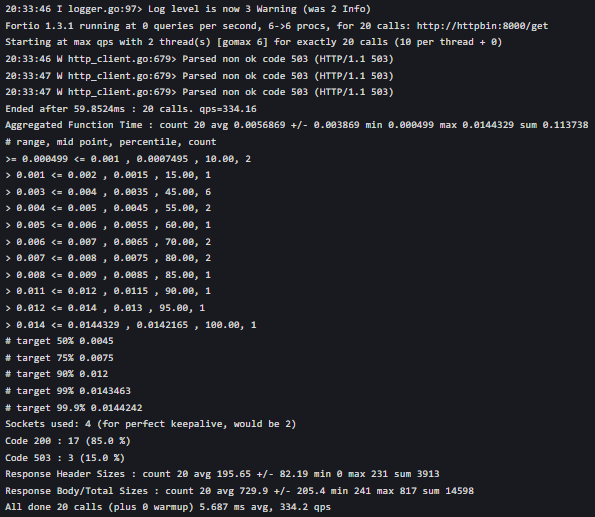 20:33:46 I logger.go:97> Log level is now 3 Warning (was 2 Info)
Fortio 1.3.1 running at 0 queries per second, 6->6 procs, for 20 calls: http://httpbin:8000/get
Starting at max qps with 2 thread(s) [gomax 6] for exactly 20 calls (10 per thread + 0)
20:33:46 W http_client.go:679> Parsed non ok code 503 (HTTP/1.1 503)
20:33:47 W http_client.go:679> Parsed non ok code 503 (HTTP/1.1 503)
20:33:47 W http_client.go:679> Parsed non ok code 503 (HTTP/1.1 503)
Ended after 59.8524ms : 20 calls. qps=334.16
Aggregated Function Time : count 20 avg 0.0056869 +/- 0.003869 min 0.000499 max 0.0144329 sum 0.113738
# range, mid point, percentile, count
>= 0.000499 <= 0.001 , 0.0007495 , 10.00, 2
> 0.001 <= 0.002 , 0.0015 , 15.00, 1
> 0.003 <= 0.004 , 0.0035 , 45.00, 6
> 0.004 <= 0.005 , 0.0045 , 55.00, 2
> 0.005 <= 0.006 , 0.0055 , 60.00, 1
> 0.006 <= 0.007 , 0.0065 , 70.00, 2
> 0.007 <= 0.008 , 0.0075 , 80.00, 2
> 0.008 <= 0.009 , 0.0085 , 85.00, 1
> 0.011 <= 0.012 , 0.0115 , 90.00, 1
> 0.012 <= 0.014 , 0.013 , 95.00, 1
> 0.014 <= 0.0144329 , 0.0142165 , 100.00, 1
# target 50% 0.0045
# target 75% 0.0075
# target 90% 0.012
# target 99% 0.0143463
# target 99.9% 0.0144242
Sockets used: 4 (for perfect keepalive, would be 2)
Code 200 : 17 (85.0 %)
Code 503 : 3 (15.0 %)
Response Header Sizes : count 20 avg 195.65 +/- 82.19 min 0 max 231 sum 3913
Response Body/Total Sizes : count 20 avg 729.9 +/- 205.4 min 241 max 817 sum 14598
All done 20 calls (plus 0 warmup) 5.687 ms avg, 334.2 qps